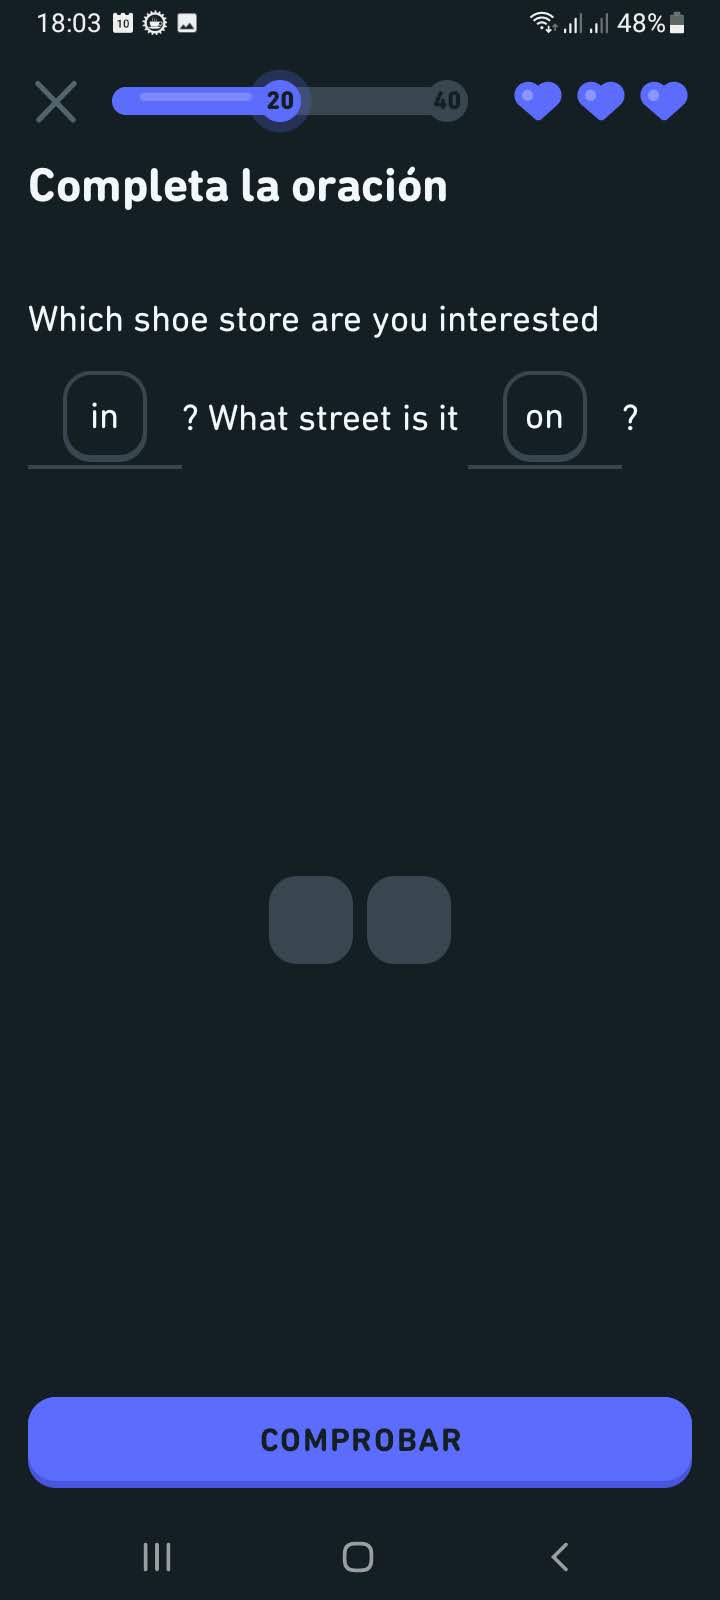 18:03 10 48%
20 40
Completa la oración
Which shoe store are you interested
in ? What street is it on ?
COMPROBAR